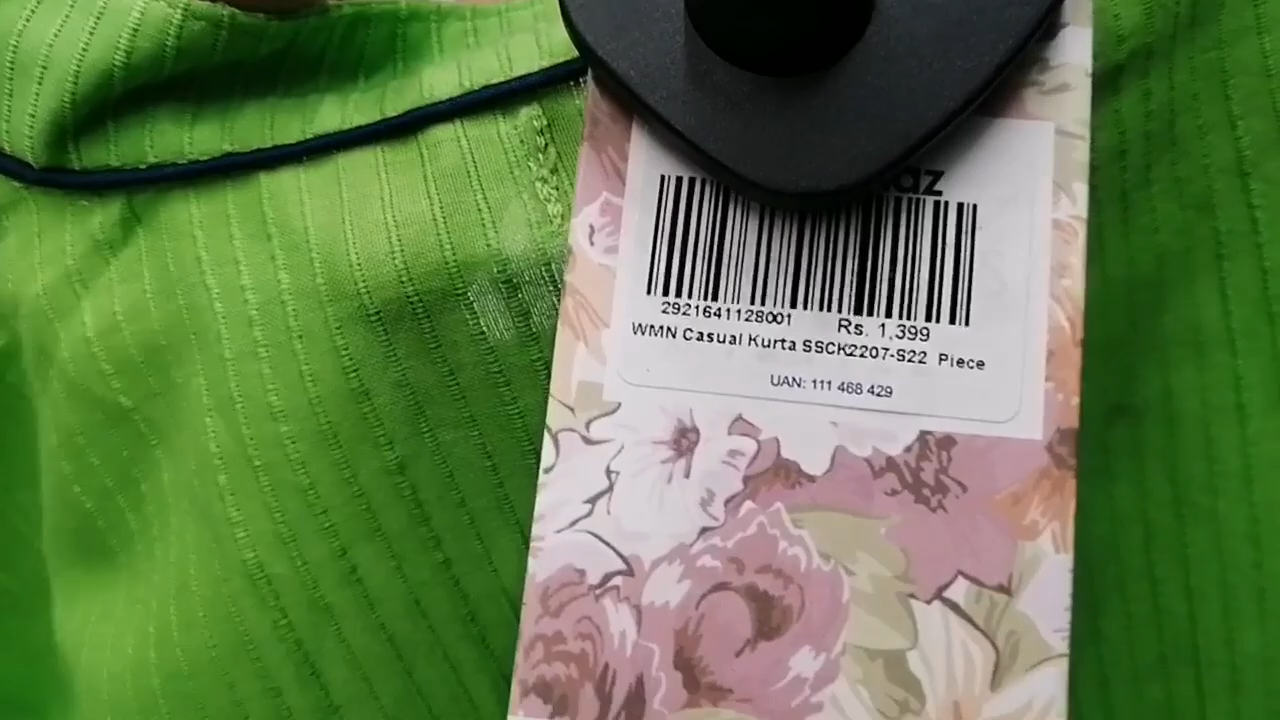 2921641128001 Rs. 1,399
WMN Casual Kurta SSCK2207-S22 Piece
UAN: 111 468 429